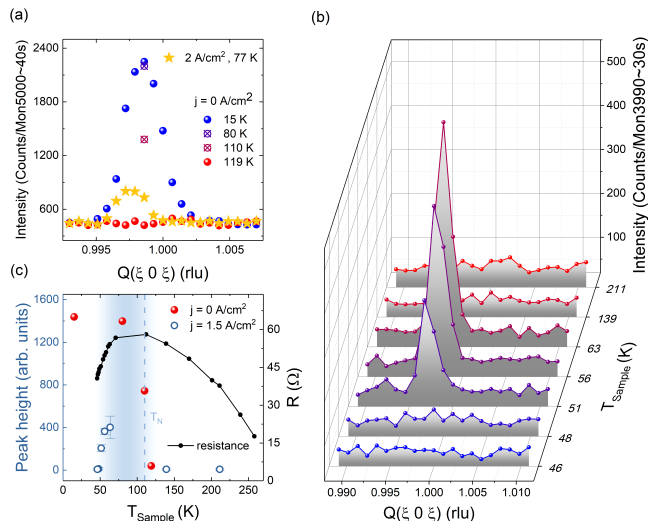 (a)
2400
1800
1200
600
Intensity (Counts/Mon5000~40s)
2 A/cm², 77 K
j = 0 A/cm²
15 K
80 K
110 K
119 K
0.995 1.000 1.005
Q(ξ 0 ξ) (rlu)
(b)
500
400
300
200
100
Intensity (Counts/Mon3990~30s)
211
139
63
56
51
48
46
T_Sample (K)
0.990 0.995 1.000 1.005 1.010
Q(ξ 0 ξ) (rlu)
(c)
1600
1200
800
400
0
Peak height (arb. units)
j = 0 A/cm²
j = 1.5 A/cm²
T_N
resistance
60
45
30
15
0
R (Ω)
0 50 100 150 200 250
T_Sample (K)